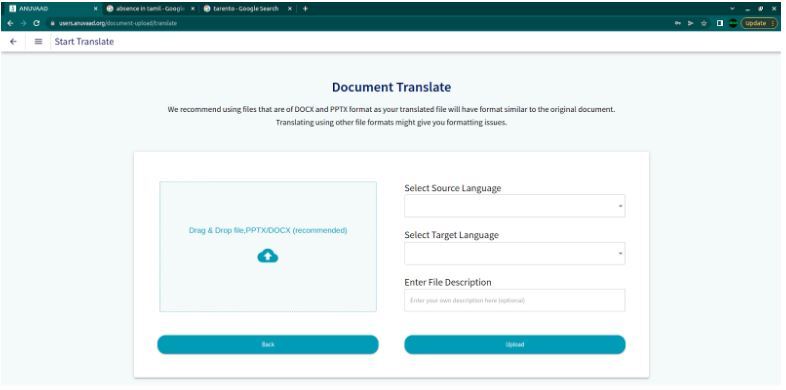 ANUVAAD
absence in tamil - Google
tarento - Google Search
users.anuvaad.org/document-upload/translate
Update
Start Translate
Document Translate
We recommend using files that are of DOCX and PPTX format as your translated file will have format similar to the original document.
Translating using other file formats might give you formatting issues.
Drag & Drop file,PPTX/DOCX (recommended)
Select Source Language
Select Target Language
Enter File Description
Enter your own description here (optional)
Back
Upload